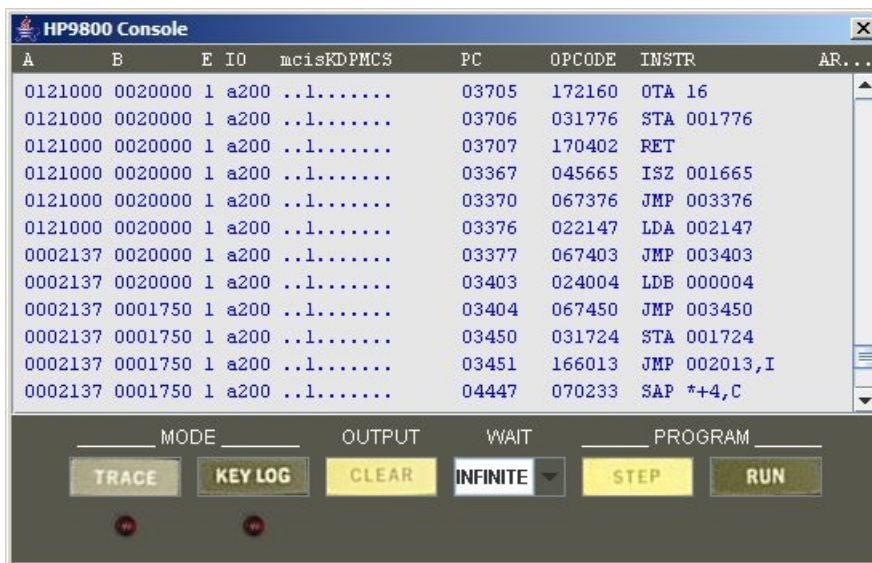 HP9800 Console
A B E IO mcisKDPMCS PC OPCODE INSTR AR...
0121000 0020000 1 a200 ..l....... 03705 172160 OTA 16
0121000 0020000 1 a200 ..l....... 03706 031776 STA 001776
0121000 0020000 1 a200 ..l....... 03707 170402 RET
0121000 0020000 1 a200 ..l....... 03367 045665 ISZ 001665
0121000 0020000 1 a200 ..l....... 03370 067376 JMP 003376
0121000 0020000 1 a200 ..l....... 03376 022147 LDA 002147
0002137 0020000 1 a200 ..l....... 03377 067403 JMP 003403
0002137 0020000 1 a200 ..l....... 03403 024004 LDB 000004
0002137 0001750 1 a200 ..l....... 03404 067450 JMP 003450
0002137 0001750 1 a200 ..l....... 03450 031724 STA 001724
0002137 0001750 1 a200 ..l....... 03451 166013 JMP 002013,I
0002137 0001750 1 a200 ..l....... 04447 070233 SAP *+4,C
MODE OUTPUT WAIT PROGRAM
TRACE KEY LOG CLEAR INFINITE STEP RUN